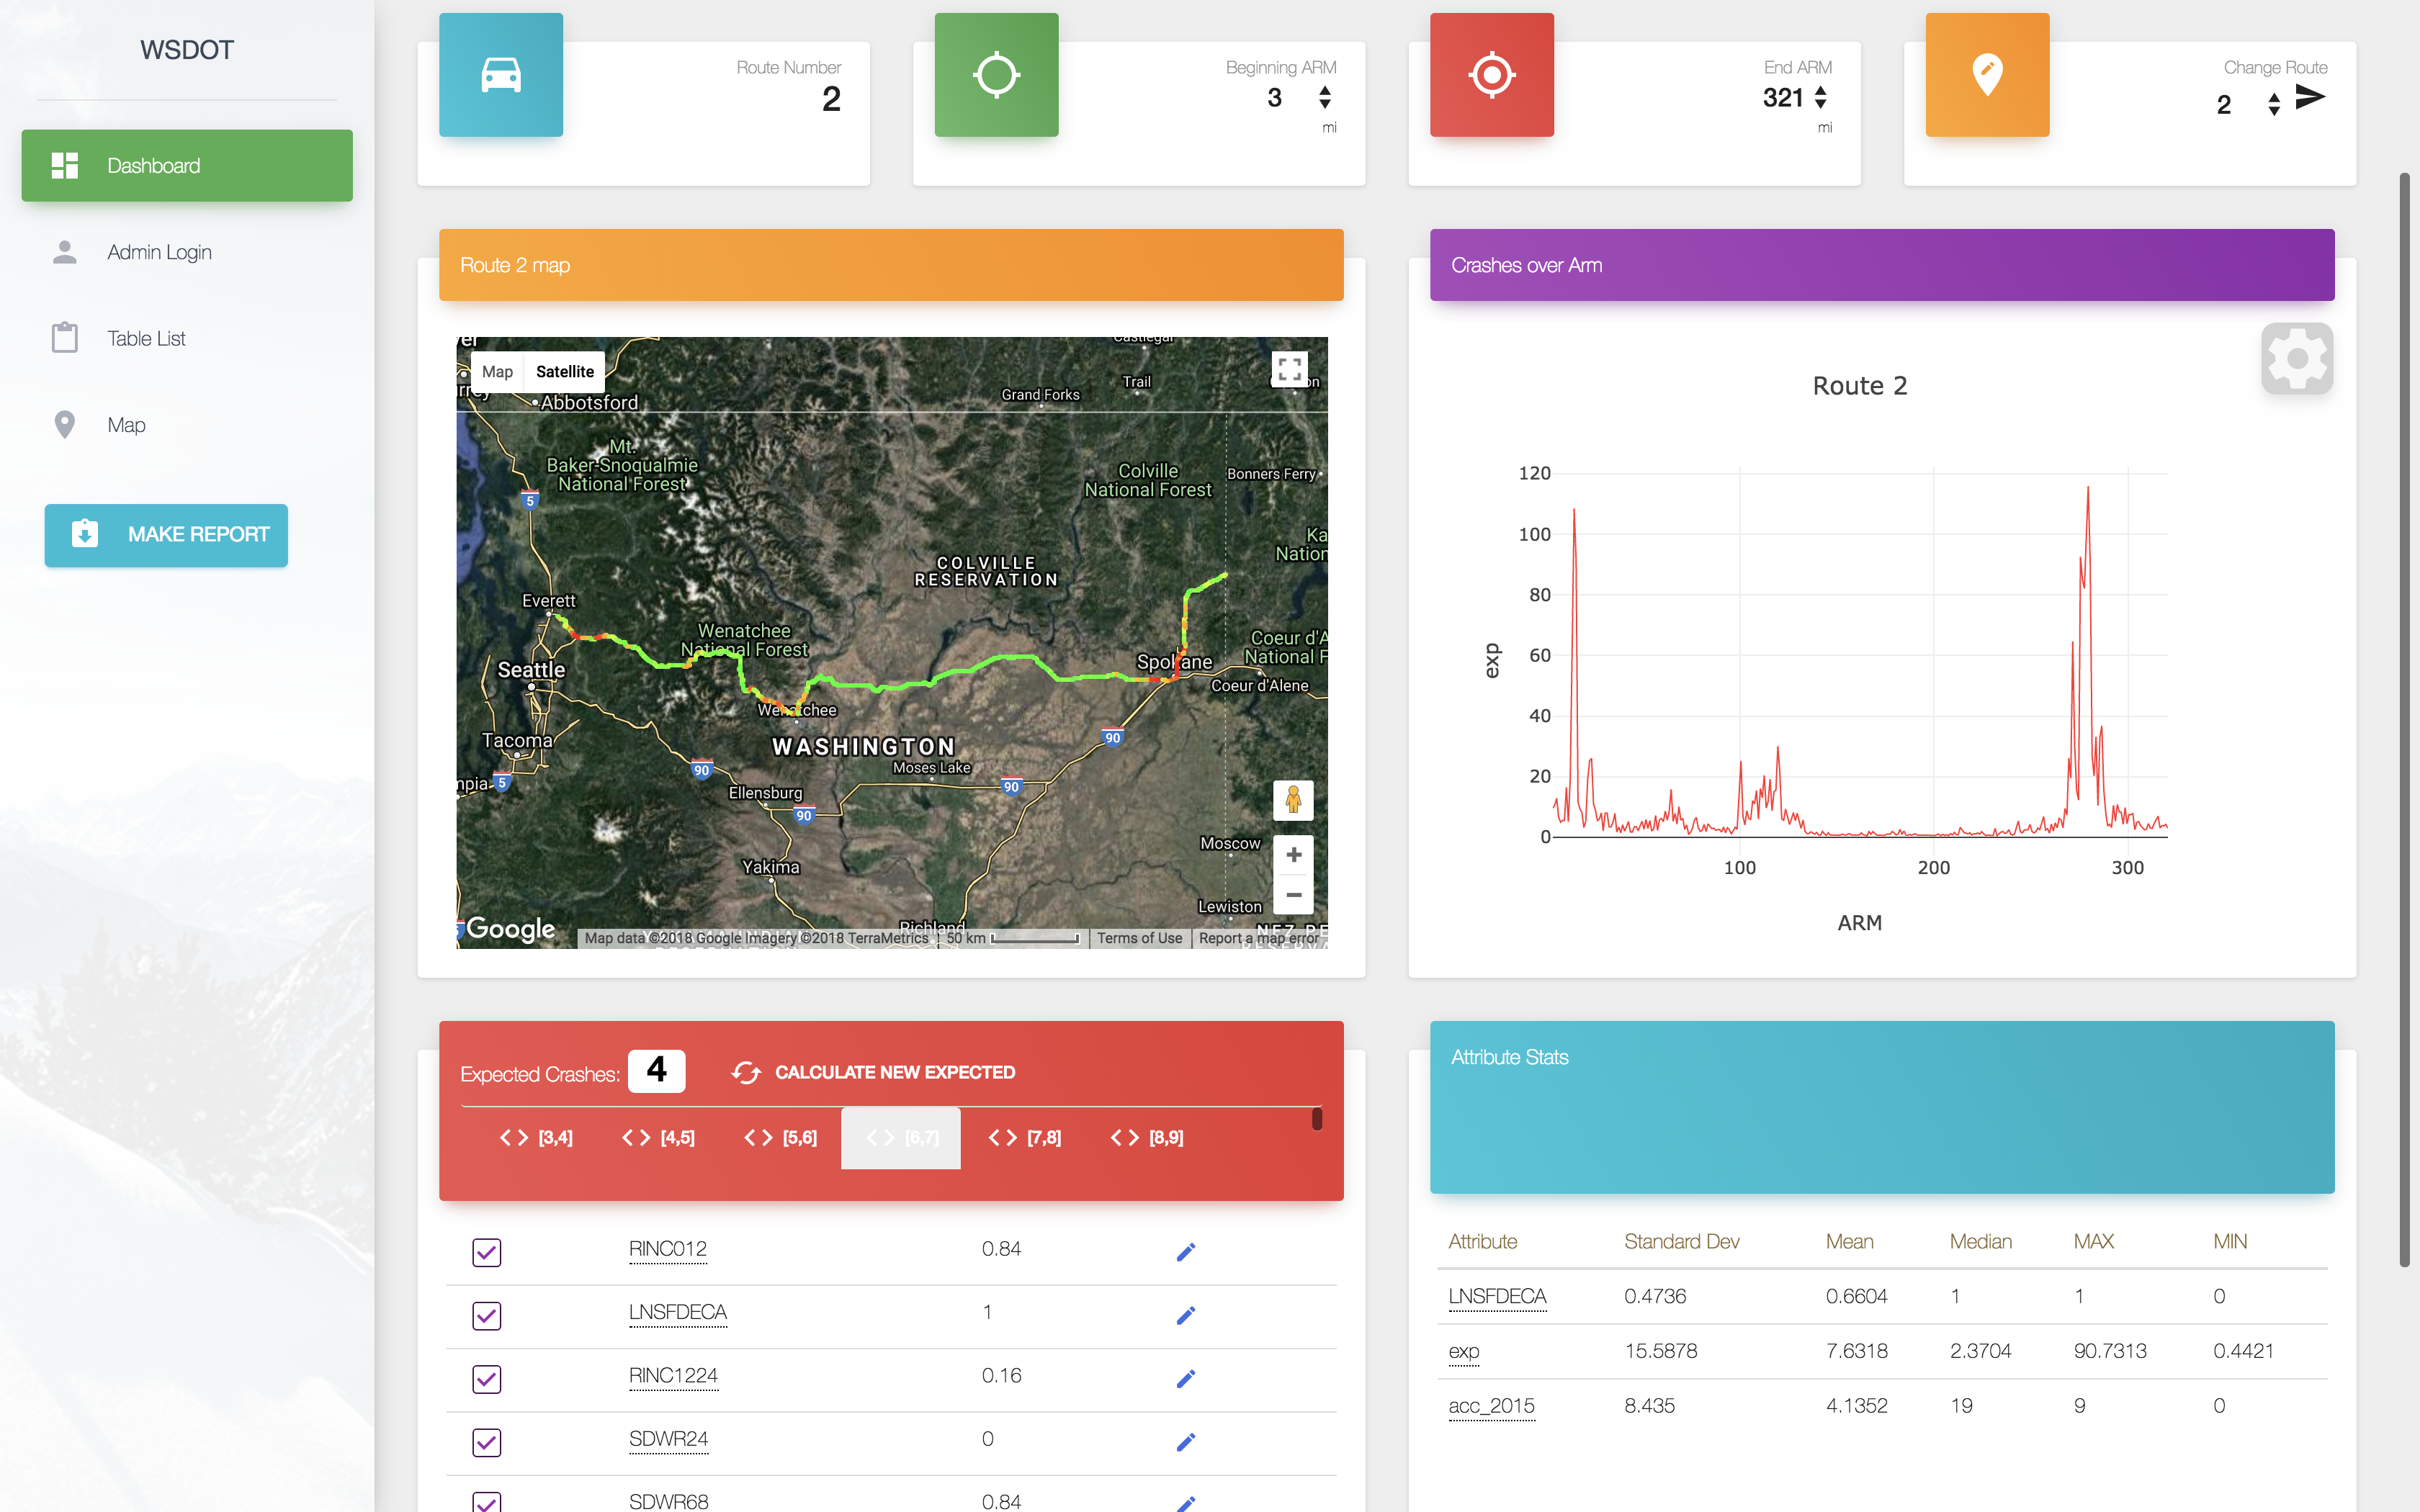 WSDOT
Dashboard
Admin Login
Table List
Map
MAKE REPORT
Route Number
2
Beginning ARM
3
mi
End ARM
321
mi
Change Route
2
Route 2 map
Map Satellite
Abbotsford
Castlegar
Trail
Grand Forks
Mt.
Baker-Snoqualmie
National Forest
Colville
National Forest
Bonners Ferry
5
COLVILLE
RESERVATION
Everett
Wenatchee
National Forest
Seattle
Spokane
Coeur d'A
National F
Coeur d'Alene
Wenatchee
WASHINGTON
Tacoma
Moses Lake
90
90
90
90
5
Ellensburg
Yakima
Moscow
Lewiston
Richland
Google
Map data ©2018 Google Imagery ©2018 TerraMetrics 50 km Terms of Use Report a map error
Crashes over Arm
Route 2
120
100
80
60
40
20
0
exp
100 200 300
ARM
Expected Crashes: 4 CALCULATE NEW EXPECTED
<> [3,4] <> [4,5] <> [5,6] <> [6,7] <> [7,8] <> [8,9]
RINC012 0.84
LNSFDECA 1
RINC1224 0.16
SDWR24 0
SDWR68 0.84
Attribute Stats
Attribute Standard Dev Mean Median MAX MIN
LNSFDECA 0.4736 0.6604 1 1 0
exp 15.5878 7.6318 2.3704 90.7313 0.4421
acc_2015 8.435 4.1352 19 9 0